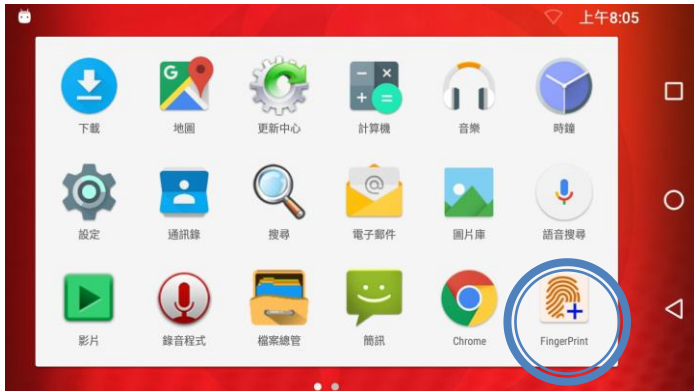 上午8:05
下載 地圖 更新中心 計算機 音樂 時鐘
設定 通訊錄 搜尋 電子郵件 圖片庫 語音搜尋
影片 錄音程式 檔案總管 簡訊 Chrome FingerPrint